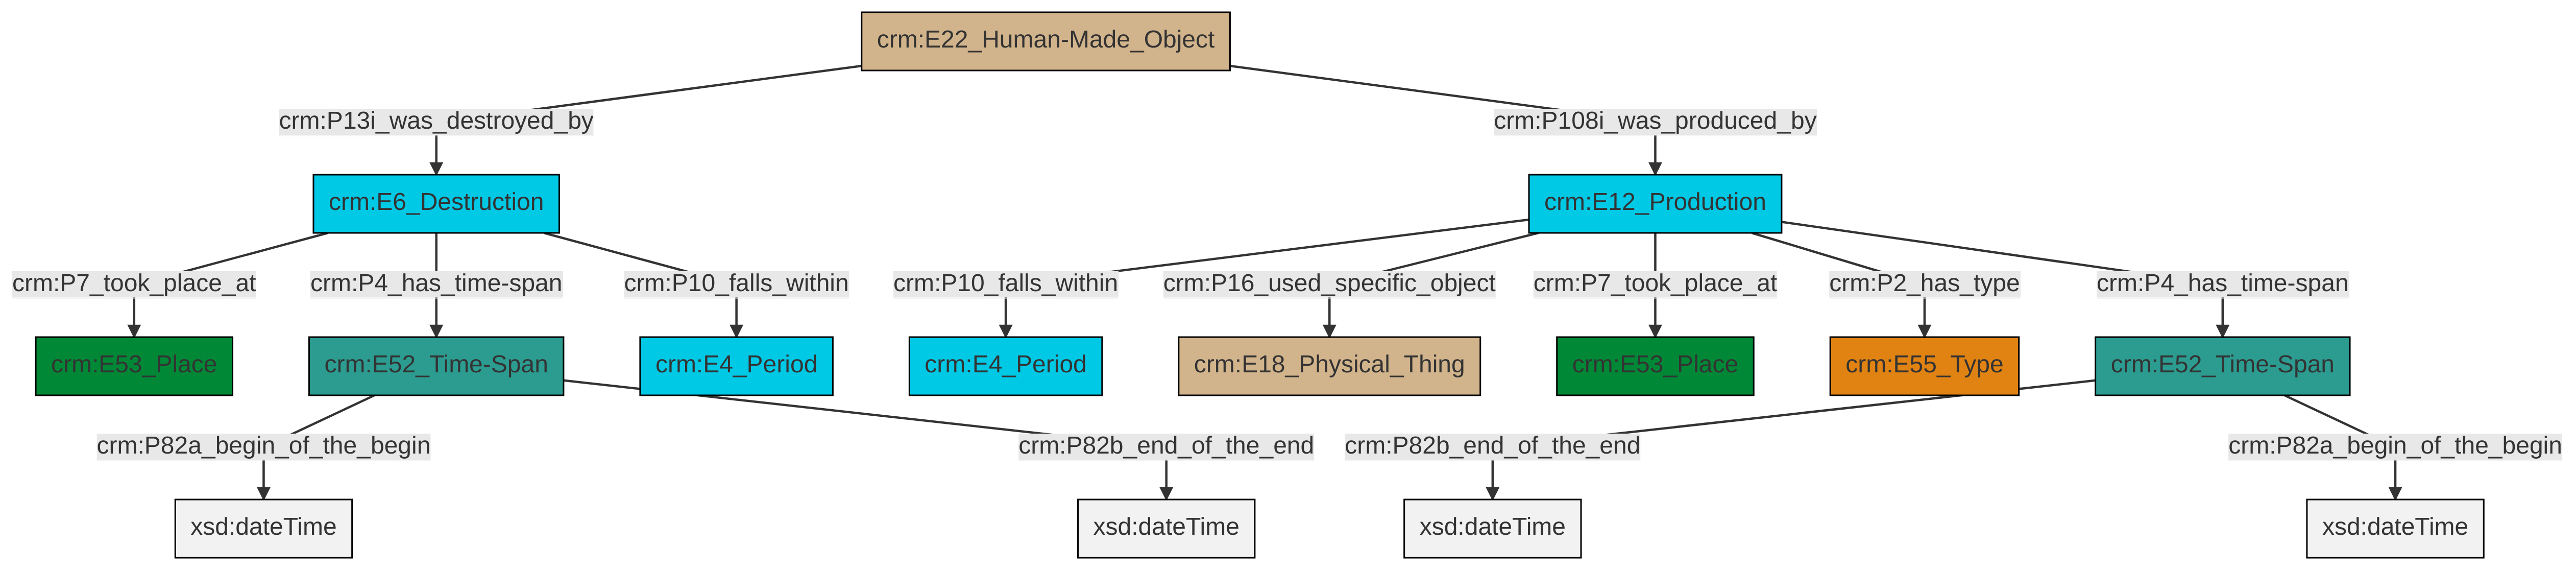 crm:E22_Human-Made_Object
crm:P13i_was_destroyed_by
crm:P108i_was_produced_by
crm:E6_Destruction
crm:E12_Production
crm:P7_took_place_at
crm:P4_has_time-span
crm:P10_falls_within
crm:P10_falls_within
crm:P16_used_specific_object
crm:P7_took_place_at
crm:P2_has_type
crm:P4_has_time-span
crm:E53_Place
crm:E52_Time-Span
crm:E4_Period
crm:E4_Period
crm:E18_Physical_Thing
crm:E53_Place
crm:E55_Type
crm:E52_Time-Span
crm:P82a_begin_of_the_begin
crm:P82b_end_of_the_end
crm:P82b_end_of_the_end
crm:P82a_begin_of_the_begin
xsd:dateTime
xsd:dateTime
xsd:dateTime
xsd:dateTime